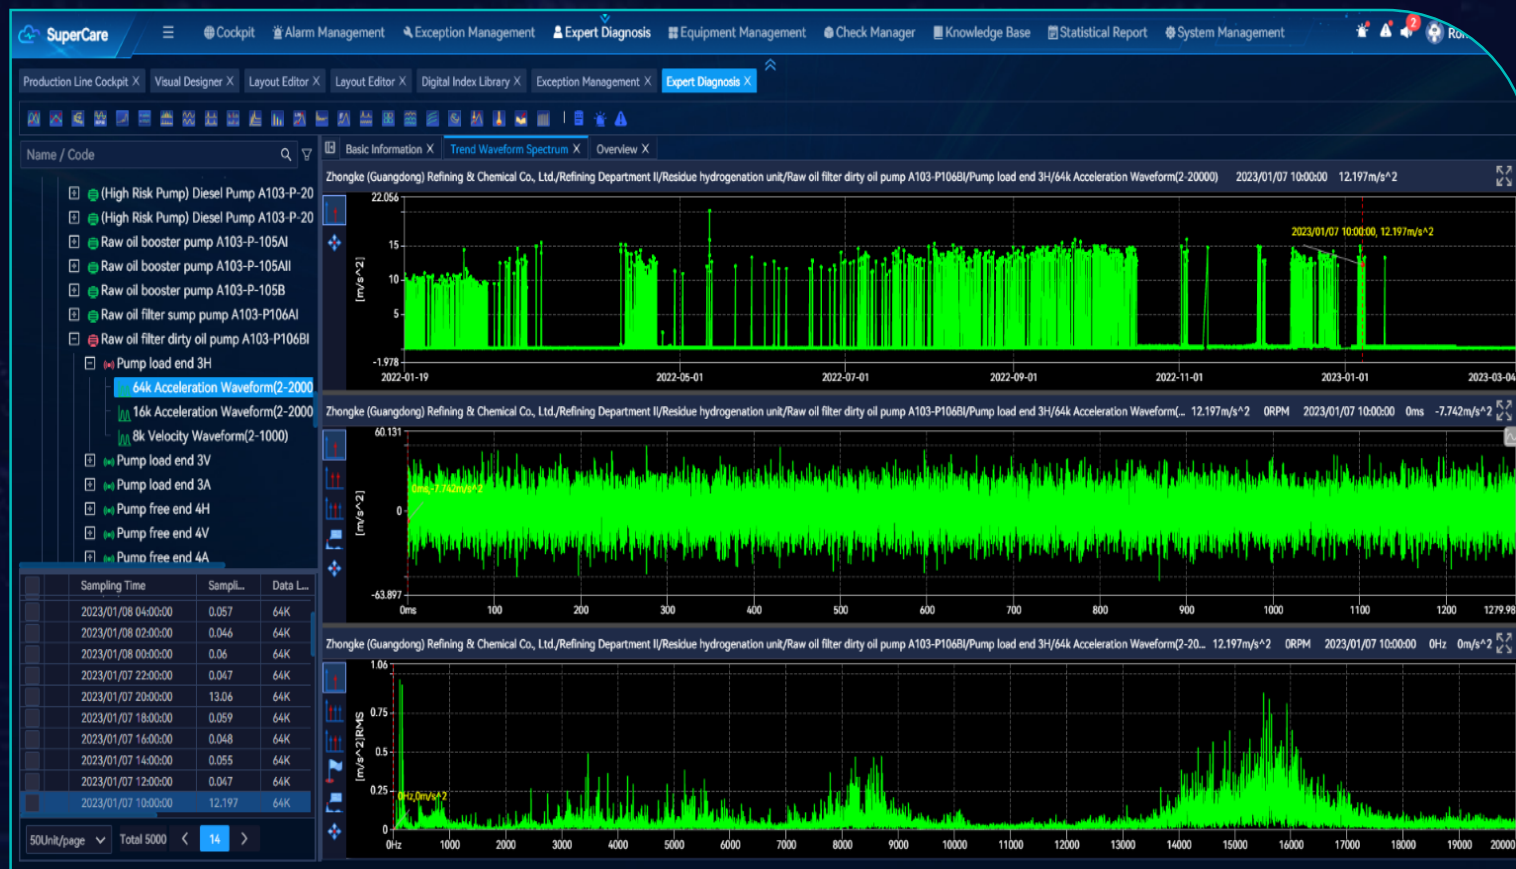 SuperCare
Cockpit Alarm Management Exception Management Expert Diagnosis Equipment Management Check Manager Knowledge Base Statistical Report System Management 2
Production Line Cockpit X Visual Designer X Layout Editor X Layout Editor X Digital Index Library X Exception Management X Expert Diagnosis X
Name / Code
Basic Information X Trend Waveform Spectrum X Overview X
(High Risk Pump) Diesel Pump A103-P-20
(High Risk Pump) Diesel Pump A103-P-20
Raw oil booster pump A103-P-105AI
Raw oil booster pump A103-P-105AII
Raw oil booster pump A103-P-105B
Raw oil filter sump pump A103-P106AI
Raw oil filter dirty oil pump A103-P106BI
Pump load end 3H
64k Acceleration Waveform(2-2000
16k Acceleration Waveform(2-2000
8k Velocity Waveform(2-1000)
Pump load end 3V
Pump load end 3A
Pump free end 4H
Pump free end 4V
Pump free end 4A
Sampling Time Sampli... Data L...
2023/01/08 04:00:00 0.057 64K
2023/01/08 02:00:00 0.046 64K
2023/01/08 00:00:00 0.06 64K
2023/01/07 22:00:00 0.047 64K
2023/01/07 20:00:00 13.06 64K
2023/01/07 18:00:00 0.059 64K
2023/01/07 16:00:00 0.048 64K
2023/01/07 14:00:00 0.055 64K
2023/01/07 12:00:00 0.047 64K
2023/01/07 10:00:00 12.197 64K
50Unit/page Total 5000 14
Zhongke (Guangdong) Refining & Chemical Co., Ltd./Refining Department II/Residue hydrogenation unit/Raw oil filter dirty oil pump A103-P106BI/Pump load end 3H/64k Acceleration Waveform(2-20000) 2023/01/07 10:00:00 12.197m/s^2
22.056
15
10
5
-1.978
[m/s^2]
2023/01/07 10:00:00, 12.197m/s^2
2022-01-19 2022-05-01 2022-07-01 2022-09-01 2022-11-01 2023-01-01 2023-03-04
Zhongke (Guangdong) Refining & Chemical Co., Ltd./Refining Department II/Residue hydrogenation unit/Raw oil filter dirty oil pump A103-P106BI/Pump load end 3H/64k Acceleration Waveform(... 12.197m/s^2 0RPM 2023/01/07 10:00:00 0ms -7.742m/s^2
60.131
0
-63.897
[m/s^2]
0ms,-7.742m/s^2
0ms 100 200 300 400 500 600 700 800 900 1000 1100 1200 1279.98
Zhongke (Guangdong) Refining & Chemical Co., Ltd./Refining Department II/Residue hydrogenation unit/Raw oil filter dirty oil pump A103-P106BI/Pump load end 3H/64k Acceleration Waveform(2-20... 12.197m/s^2 0RPM 2023/01/07 10:00:00 0Hz 0m/s^2
1.06
0.75
0.5
0.25
0
[m/s^2]RMS
0Hz,0m/s^2
0Hz 1000 2000 3000 4000 5000 6000 7000 8000 9000 10000 11000 12000 13000 14000 15000 16000 17000 18000 19000 20000